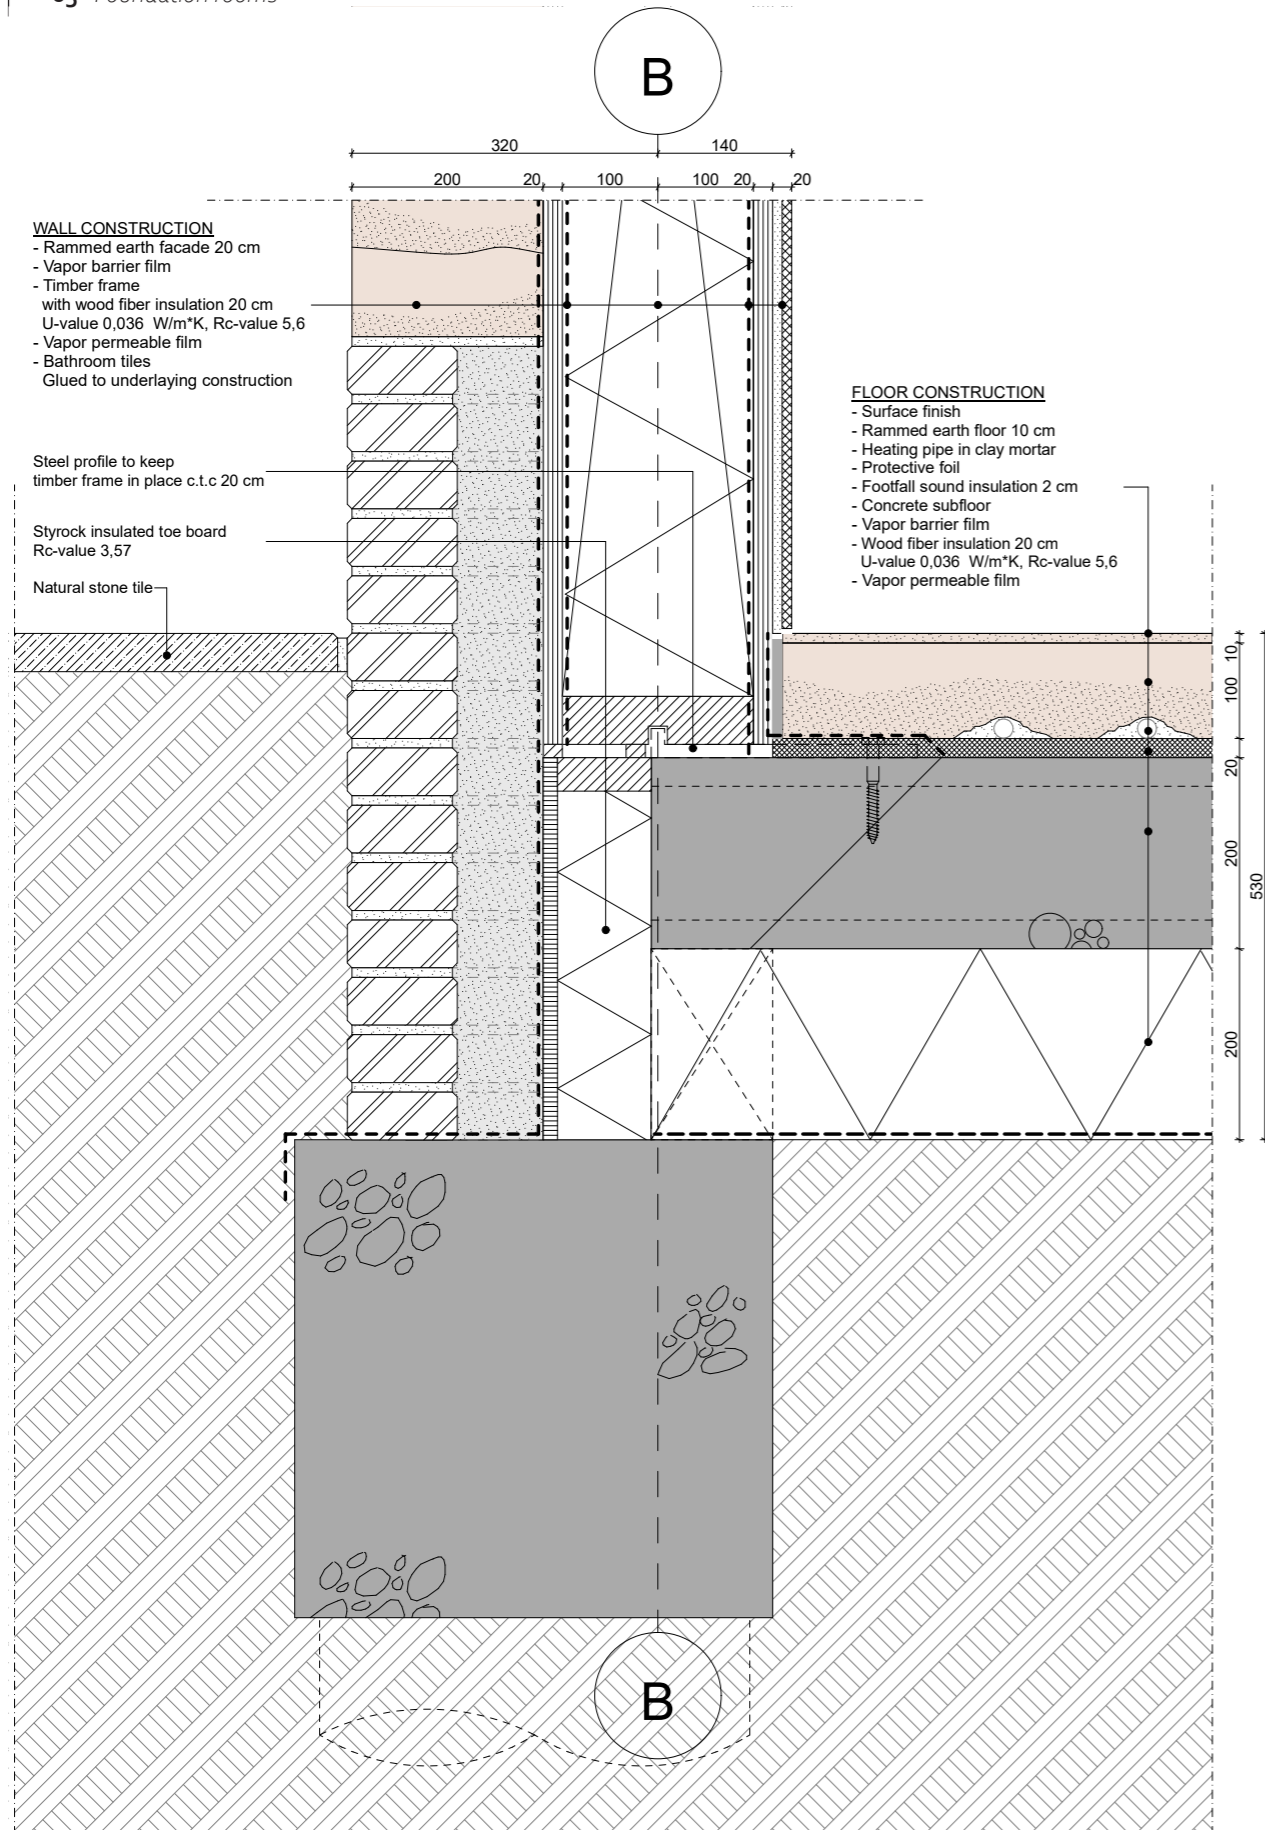 Foundation rooms
B
320
140
200
20
100
100
20
20
WALL CONSTRUCTION
- Rammed earth facade 20 cm
- Vapor barrier film
- Timber frame
with wood fiber insulation 20 cm
U-value 0,036 W/m*K, Rc-value 5,6
- Vapor permeable film
- Bathroom tiles
Glued to underlaying construction
FLOOR CONSTRUCTION
- Surface finish
- Rammed earth floor 10 cm
- Heating pipe in clay mortar
- Protective foil
- Footfall sound insulation 2 cm
- Concrete subfloor
- Vapor barrier film
- Wood fiber insulation 20 cm
U-value 0,036 W/m*K, Rc-value 5,6
- Vapor permeable film
Steel profile to keep
timber frame in place c.t.c 20 cm
Styrock insulated toe board
Rc-value 3,57
Natural stone tile
10
100
20
200
530
200
B